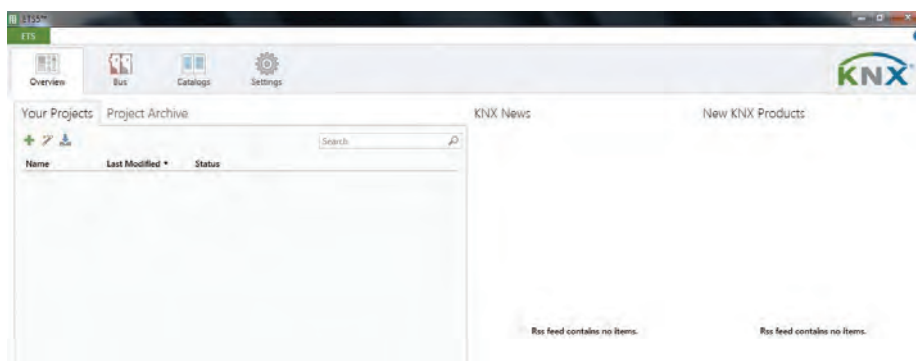 ETS5™
ETS
Overview Bus Catalogs Settings
KNX
Your Projects Project Archive KNX News New KNX Products
Search
Name Last Modified Status
Rss feed contains no items. Rss feed contains no items.